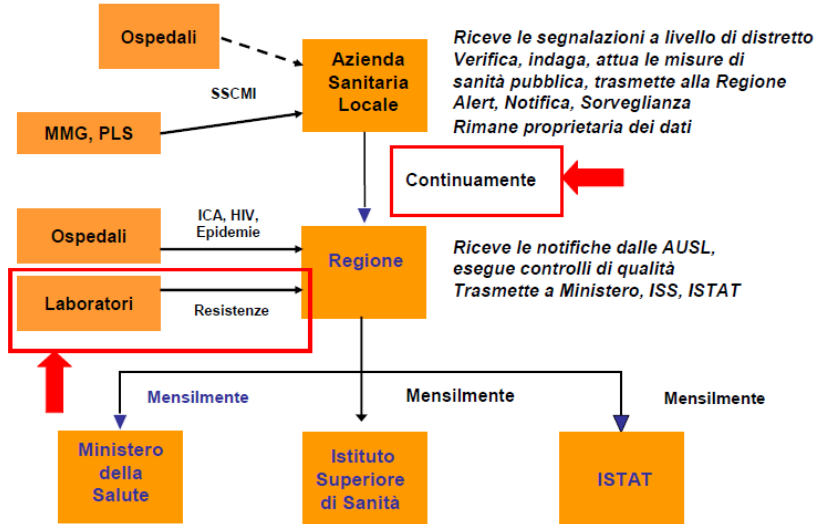 Ospedali
Azienda
Sanitaria
Locale
Riceve le segnalazioni a livello di distretto
Verifica, indaga, attua le misure di
sanità pubblica, trasmette alla Regione
Alert, Notifica, Sorveglianza
Rimane proprietaria dei dati
SSCMI
MMG, PLS
Continuamente
Ospedali
ICA, HIV,
Epidemie
Regione
Riceve le notifiche dalle AUSL,
esegue controlli di qualità
Trasmette a Ministero, ISS, ISTAT
Laboratori
Resistenze
Mensilmente
Mensilmente
Mensilmente
Ministero
della
Salute
Istituto
Superiore
di Sanità
ISTAT